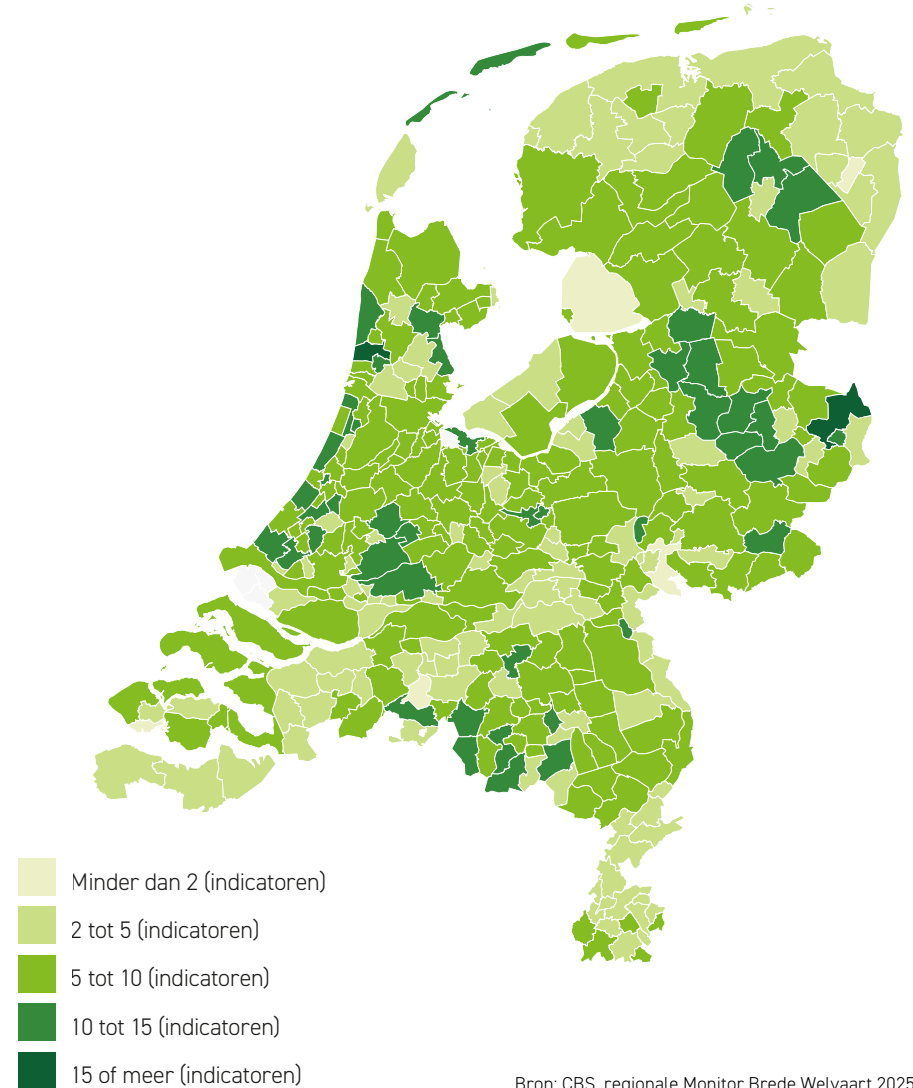 Minder dan 2 (indicatoren)
2 tot 5 (indicatoren)
5 tot 10 (indicatoren)
10 tot 15 (indicatoren)
15 of meer (indicatoren)
Bron: CBS, regionale Monitor Brede Welvaart 2025